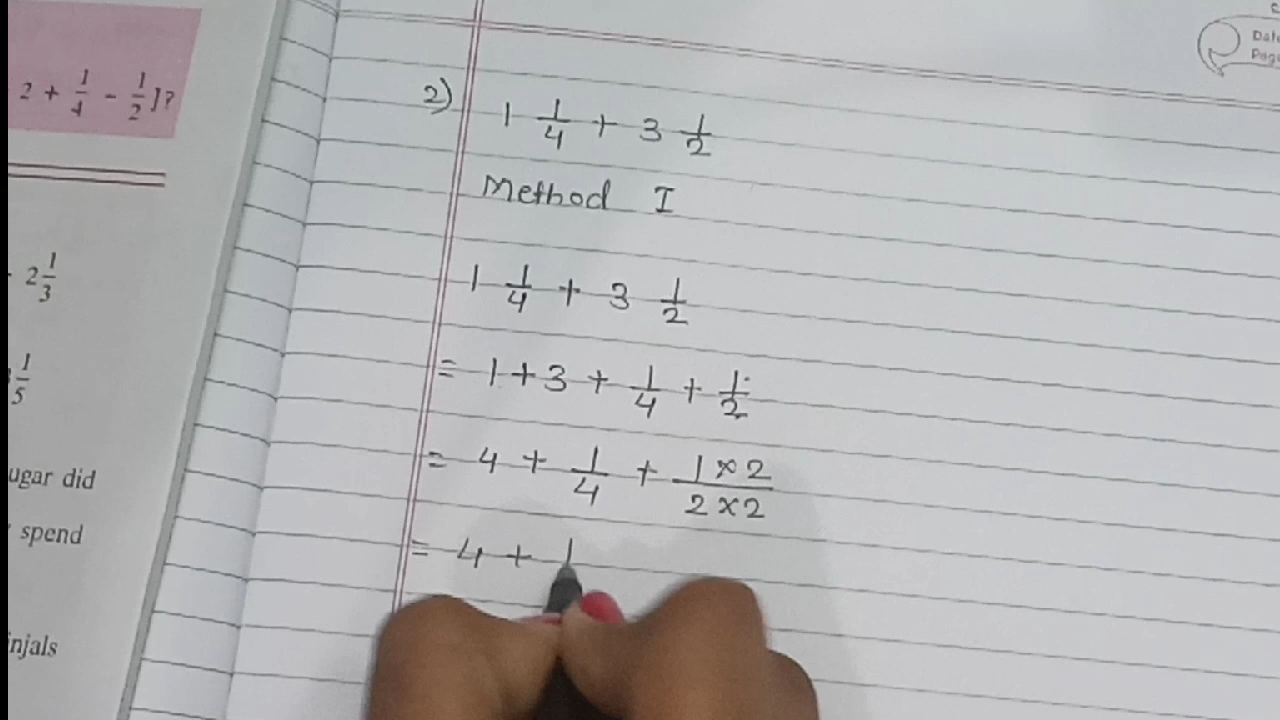 2 + 1/4 - 1/2]?
2 1/3
1/5
ugar did
spend
injals
Date
Page
2) 1 1/4 + 3 1/2
Method I
1 1/4 + 3 1/2
= 1 + 3 + 1/4 + 1/2
= 4 + 1/4 + 1×2/2×2
= 4 + 1